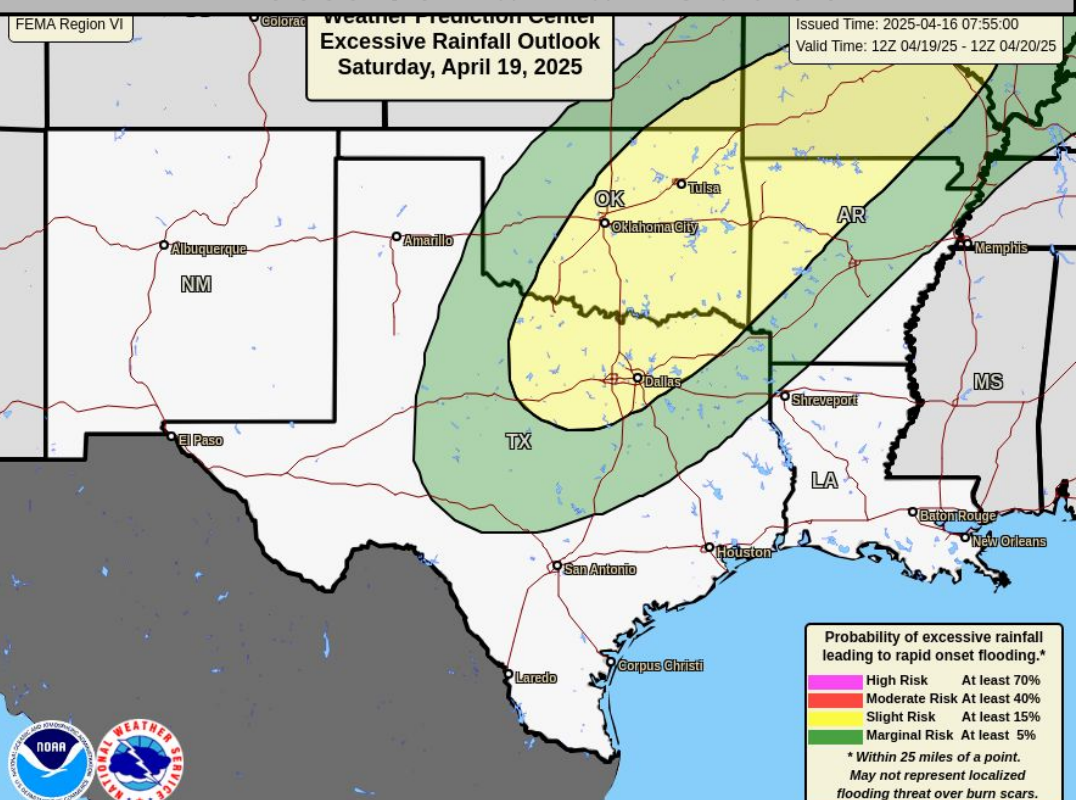 FEMA Region VI
Colorad
Weather Prediction Center
Excessive Rainfall Outlook
Saturday, April 19, 2025
Issued Time: 2025-04-16 07:55:00
Valid Time: 12Z 04/19/25 - 12Z 04/20/25
Tulsa
OK
Oklahoma City
AR
Albuquerque
Amarillo
Memphis
NM
Dallas
MS
Shreveport
El Paso
TX
LA
Baton Rouge
New Orleans
Houston
San Antonio
Corpus Christi
Laredo
Probability of excessive rainfall
leading to rapid onset flooding.*
High Risk At least 70%
Moderate Risk At least 40%
Slight Risk At least 15%
Marginal Risk At least 5%
* Within 25 miles of a point.
May not represent localized
flooding threat over burn scars.
NOAA
NATIONAL WEATHER SERVICE